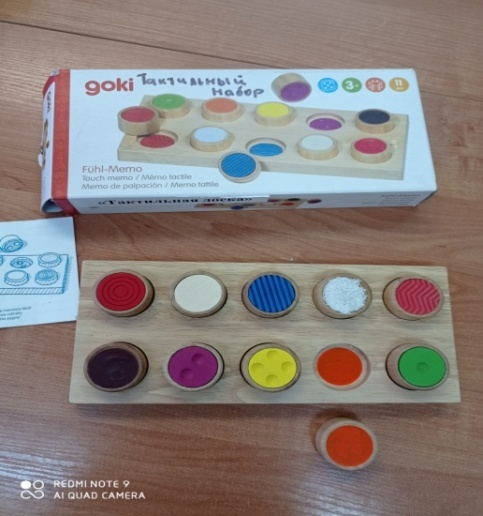 goki Тактильный
набор
3+
Fühl-Memo
Touch memo / Mémo tactile
Memo de palpación / Memo tattile
«Тактильная доска»
REDMI NOTE 9
AI QUAD CAMERA